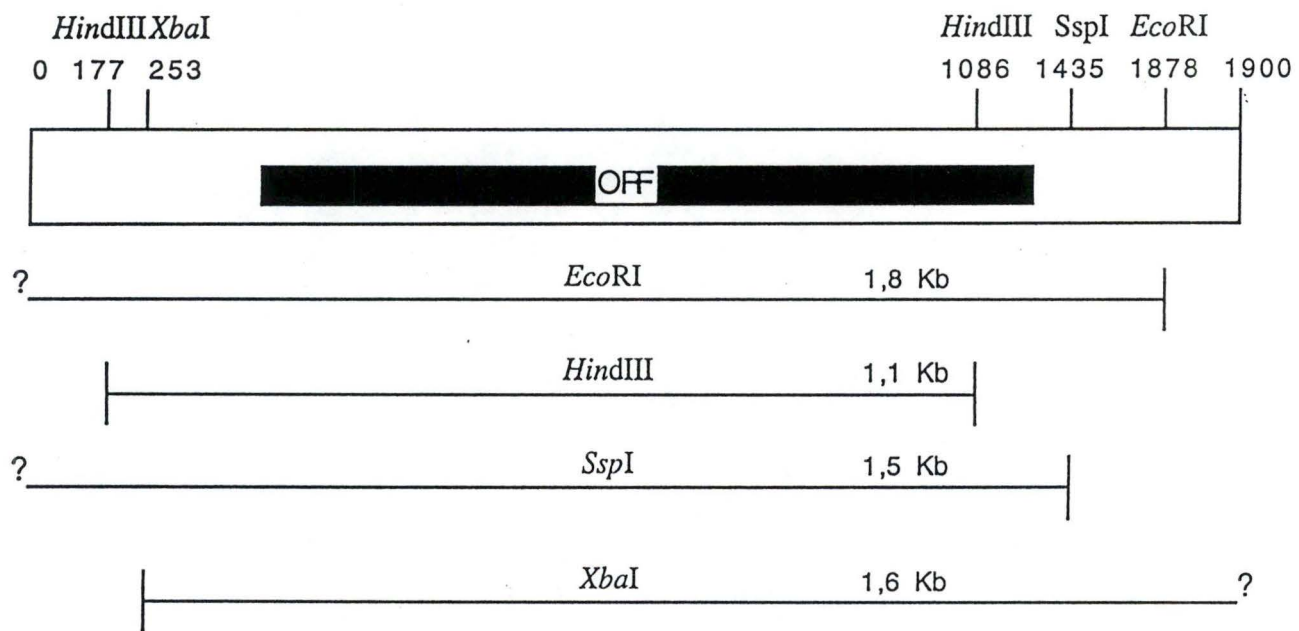 HindIII XbaI HindIII SspI EcoRI
0 177 253 1086 1435 1878 1900
ORF
? EcoRI 1,8 Kb
HindIII 1,1 Kb
? SspI 1,5 Kb
XbaI 1,6 Kb ?